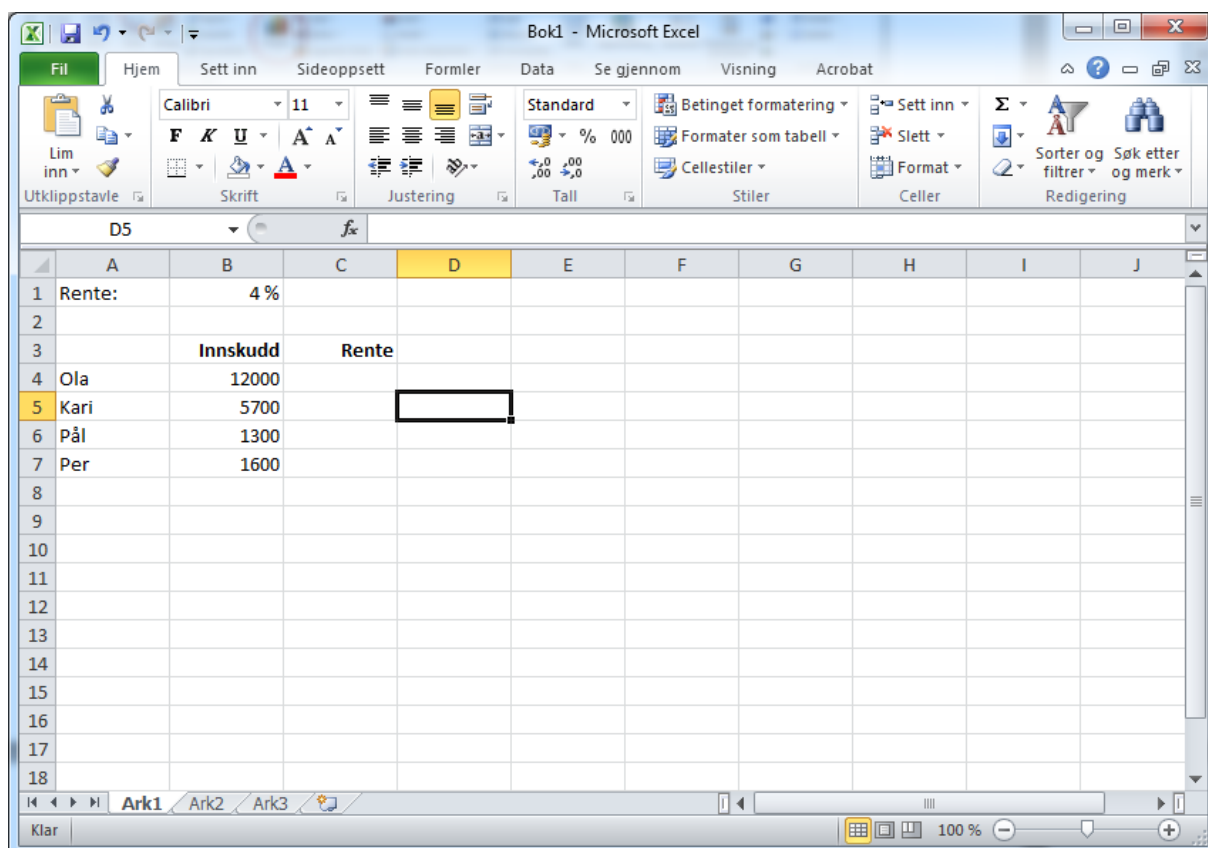 Bok1 - Microsoft Excel
Fil Hjem Sett inn Sideoppsett Formler Data Se gjennom Visning Acrobat
Calibri 11 Standard Betinget formatering Sett inn Σ
F K U A A % 000 Formater som tabell Slett
Lim inn A ,00 ,0 Cellestiler Format Sorter og filtrer Søk etter og merk
Utklippstavle Skrift Justering Tall Stiler Celler Redigering
D5 fx
A B C D E F G H I J
1 Rente: 4 %
2
3 Innskudd Rente
4 Ola 12000
5 Kari 5700
6 Pål 1300
7 Per 1600
8
9
10
11
12
13
14
15
16
17
18
Ark1 Ark2 Ark3
Klar 100 %